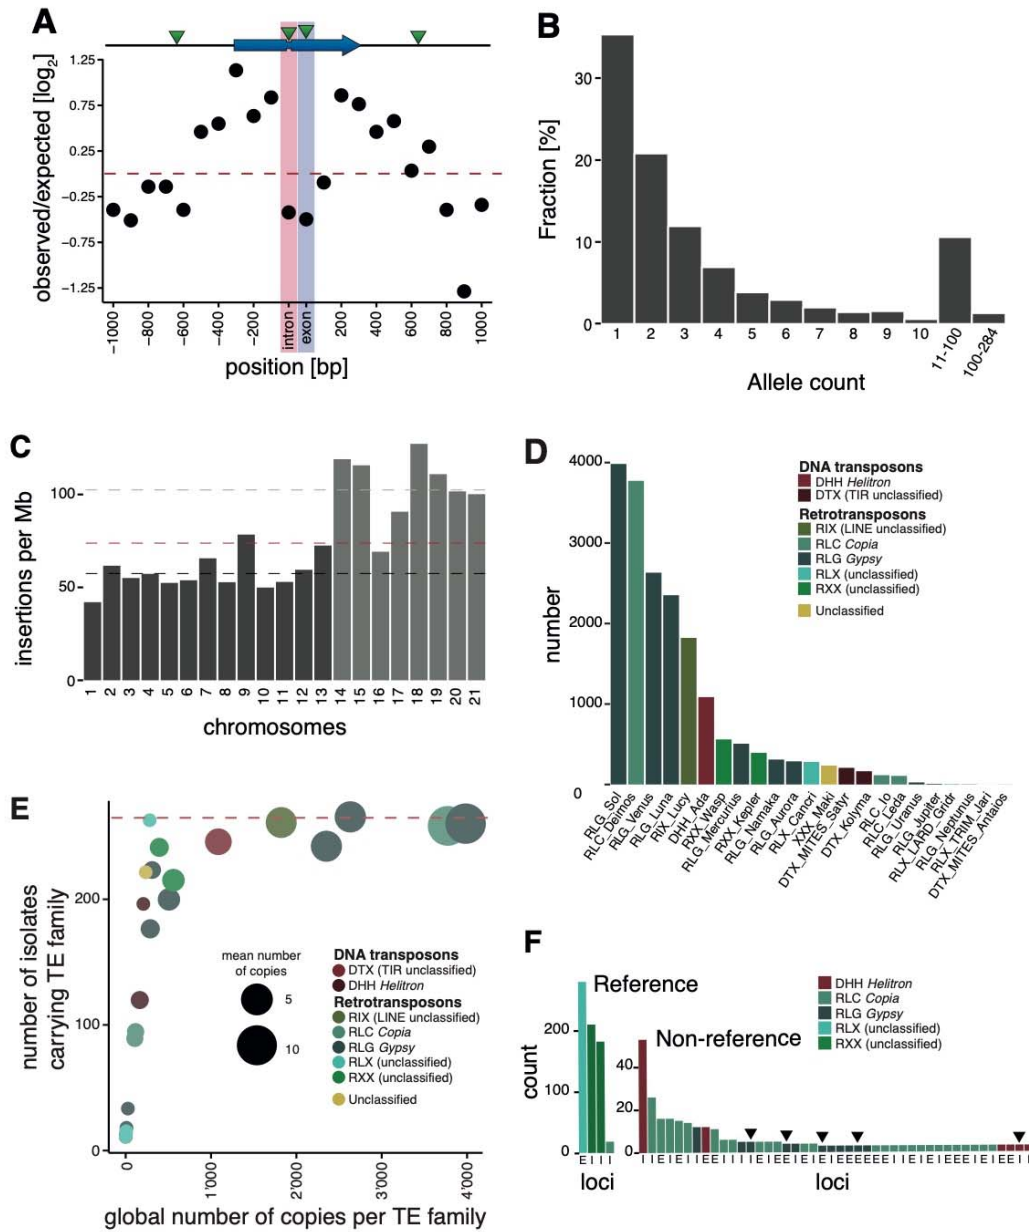 A
observed/expected [log2]
1.25
0.75
0.25
−0.25
−0.75
−1.25
−1000
−800
−600
−400
−200
intron
exon
200
400
600
800
1000
position [bp]
B
Fraction [%]
30
20
10
0
1 2 3 4 5 6 7 8 9 10 11-100 100-284
Allele count
C
insertions per Mb
100
50
0
1 2 3 4 5 6 7 8 9 10 11 12 13 14 15 16 17 18 19 20 21
chromosomes
D
number
4000
3000
2000
1000
0
DNA transposons
DHH Helitron
DTX (TIR unclassified)
Retrotransposons
RIX (LINE unclassified)
RLC Copia
RLG Gypsy
RLX (unclassified)
RXX (unclassified)
Unclassified
RLG_Sol
RLC_Deimos
RLG_Venus
RLG_Luna
RIX_Lucy
DHH_Ada
RXX_Wasp
RLG_Mercurius
RXX_Kepler
RLG_Namaka
RLG_Aurora
RLX_Canori
XXX_Maki
DTX_MITES_Satyr
DTX_Kolyma
RLC_Io
RLC_Leda
RLG_Uranus
RLG_Jupiter
RLX_LARD_Gridr
RLG_Neptunus
RLX_TRIM_Jari
DTX_MITES_Antaios
E
number of isolates
carrying TE family
200
100
0
mean number
of copies
5
10
DNA transposons
DTX (TIR unclassified)
DHH Helitron
Retrotransposons
RIX (LINE unclassified)
RLC Copia
RLG Gypsy
RLX (unclassified)
RXX (unclassified)
Unclassified
0
1'000
2'000
3'000
4'000
global number of copies per TE family
F
Reference
Non-reference
DHH Helitron
RLC Copia
RLG Gypsy
RLX (unclassified)
RXX (unclassified)
count
200
100
0
40
20
0
E I I I
loci
loci